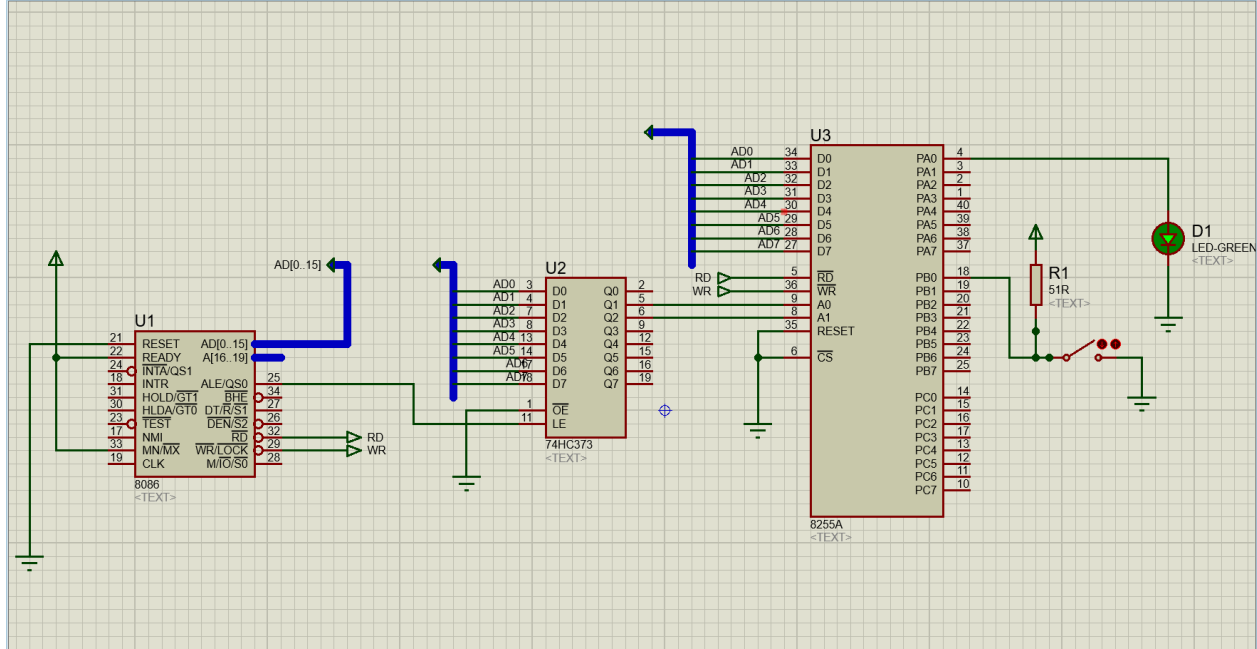 U1
21 RESET AD[0..15]
22 READY A[16..19]
24 INTA/QS1
18 INTR ALE/QS0 25
31 HOLD/GT1 BHE 34
30 HLDA/GT0 DT/R/S1 27
23 TEST DEN/S2 26
17 NMI RD 32 RD
33 MN/MX WR/LOCK 29 WR
19 CLK M/IO/S0 28
8086
<TEXT>
AD[0..15]
U2
AD0 3 D0 Q0 2
AD1 4 D1 Q1 5
AD2 7 D2 Q2 6
AD3 8 D3 Q3 9
AD4 13 D4 Q4 12
AD5 14 D5 Q5 15
AD6 17 D6 Q6 16
AD7 18 D7 Q7 19
1 OE
11 LE
74HC373
<TEXT>
U3
AD0 34 D0 PA0 4
AD1 33 D1 PA1 3
AD2 32 D2 PA2 2
AD3 31 D3 PA3 1
AD4 30 D4 PA4 40
AD5 29 D5 PA5 39
AD6 28 D6 PA6 38
AD7 27 D7 PA7 37
RD 5 RD PB0 18
WR 36 WR PB1 19
9 A0 PB2 20
8 A1 PB3 21
35 RESET PB4 22
PB5 23
6 CS PB6 24
PB7 25
PC0 14
PC1 15
PC2 16
PC3 17
PC4 13
PC5 12
PC6 11
PC7 10
8255A
<TEXT>
R1
51R
<TEXT>
D1
LED-GREEN
<TEXT>